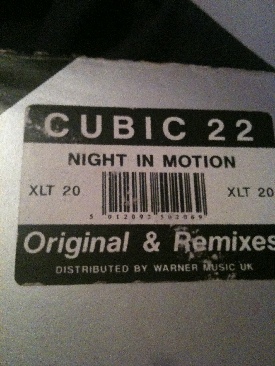 CUBIC 22
NIGHT IN MOTION
XLT 20 XLT 20
Original & Remixes
DISTRIBUTED BY WARNER MUSIC UK